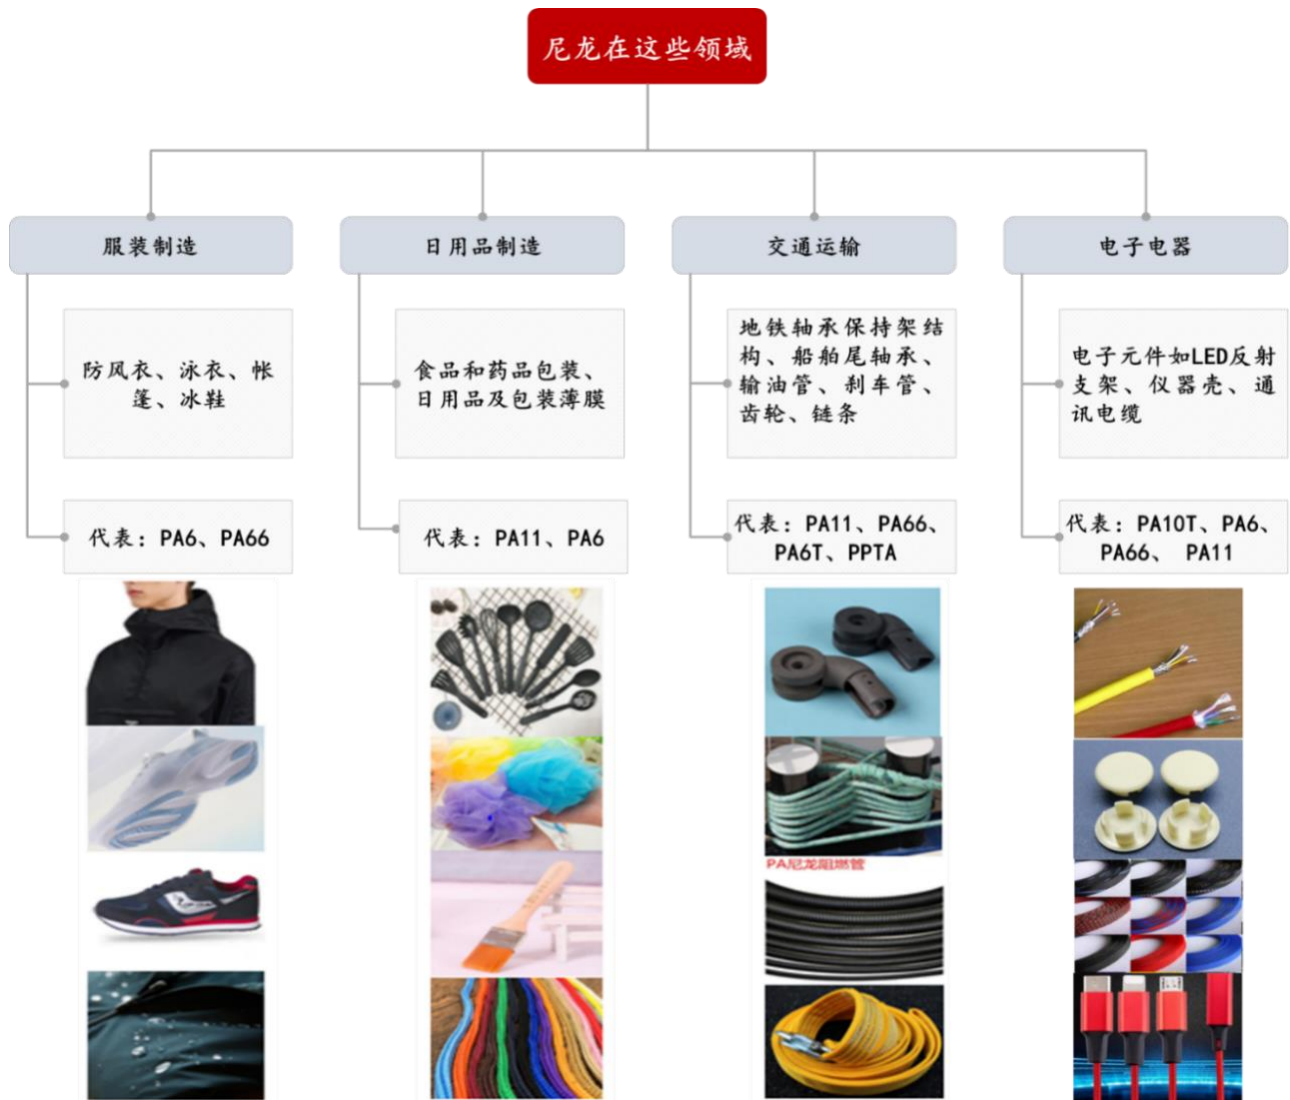 尼龙在这些领域
服装制造
日用品制造
交通运输
电子电器
防风衣、泳衣、帐
篷、冰鞋
食品和药品包装、
日用品及包装薄膜
地铁轴承保持架结
构、船舶尾轴承、
输油管、刹车管、
齿轮、链条
电子元件如LED反射
支架、仪器壳、通
讯电缆
代表：PA6、PA66
代表：PA11、PA6
代表：PA11、PA66、
PA6T、PPTA
代表：PA10T、PA6、
PA66、 PA11
PA尼龙阻燃管